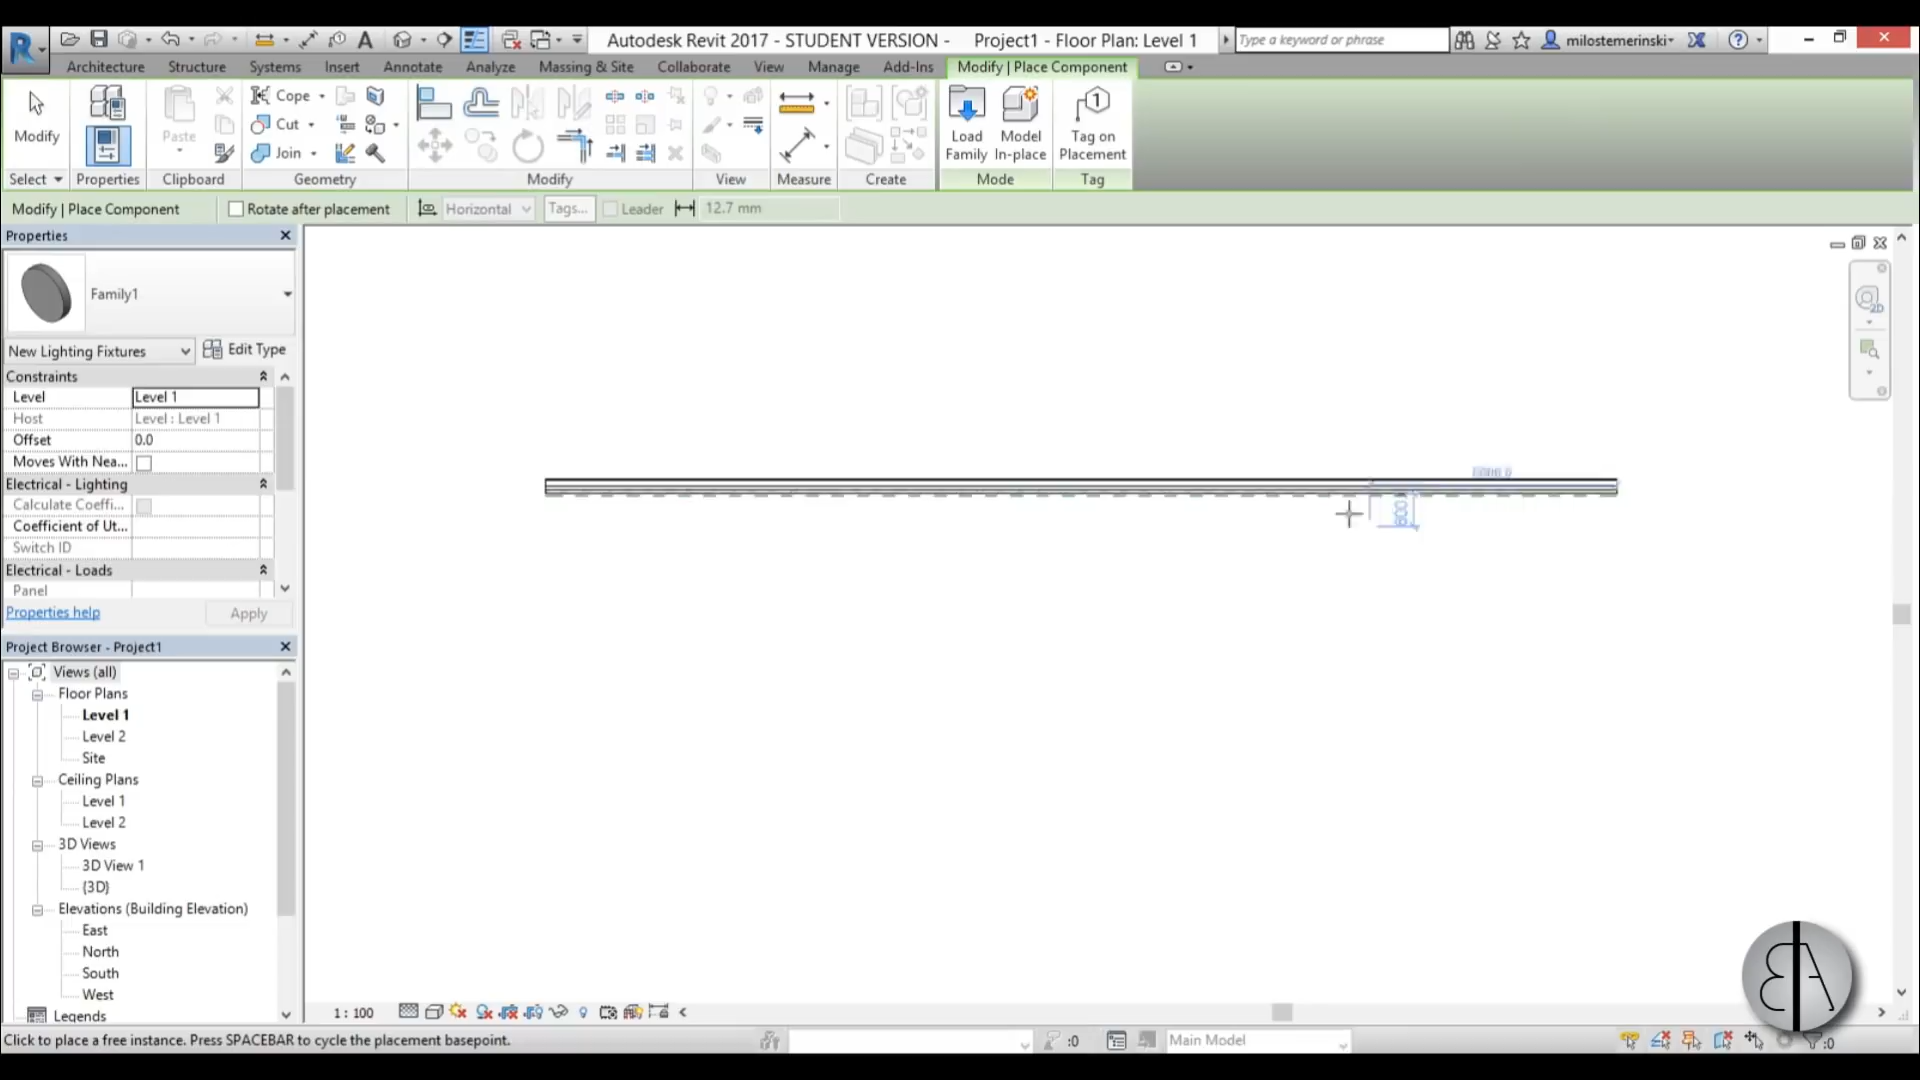 Autodesk Revit 2017 - STUDENT VERSION - Project1 - Floor Plan: Level 1
Type a keyword or phrase
milostemerinski
Architecture Structure Systems Insert Annotate Analyze Massing & Site Collaborate View Manage Add-Ins Modify | Place Component
Modify
Paste
Cope
Cut
Join
Load Family
Model In-place
Tag on Placement
Select Properties Clipboard Geometry Modify View Measure Create Mode Tag
Modify | Place Component Rotate after placement Horizontal Tags... Leader 12.7 mm
Properties
Family1
New Lighting Fixtures Edit Type
Constraints
Level Level 1
Host Level : Level 1
Offset 0.0
Moves With Nea...
Electrical - Lighting
Calculate Coeffi...
Coefficient of Ut...
Switch ID
Electrical - Loads
Panel
Properties help Apply
Project Browser - Project1
Views (all)
Floor Plans
Level 1
Level 2
Site
Ceiling Plans
Level 1
Level 2
3D Views
3D View 1
{3D}
Elevations (Building Elevation)
East
North
South
West
Legends
2D
1 : 100
Click to place a free instance. Press SPACEBAR to cycle the placement basepoint.
:0
Main Model
:0